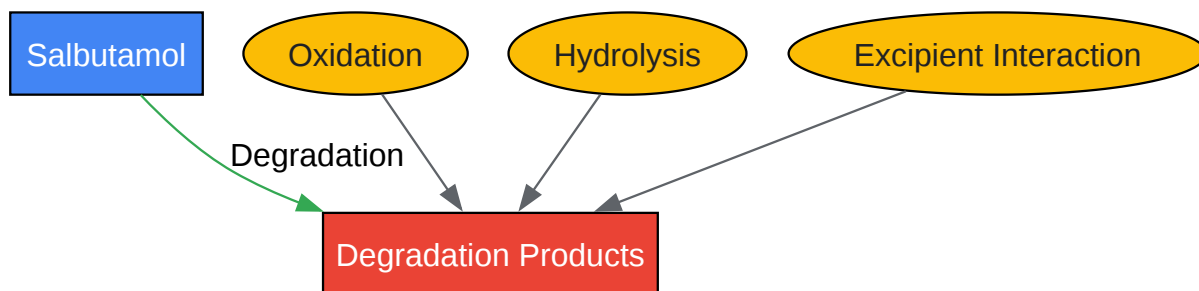 Salbutamol
Oxidation
Hydrolysis
Excipient Interaction
Degradation
Degradation Products